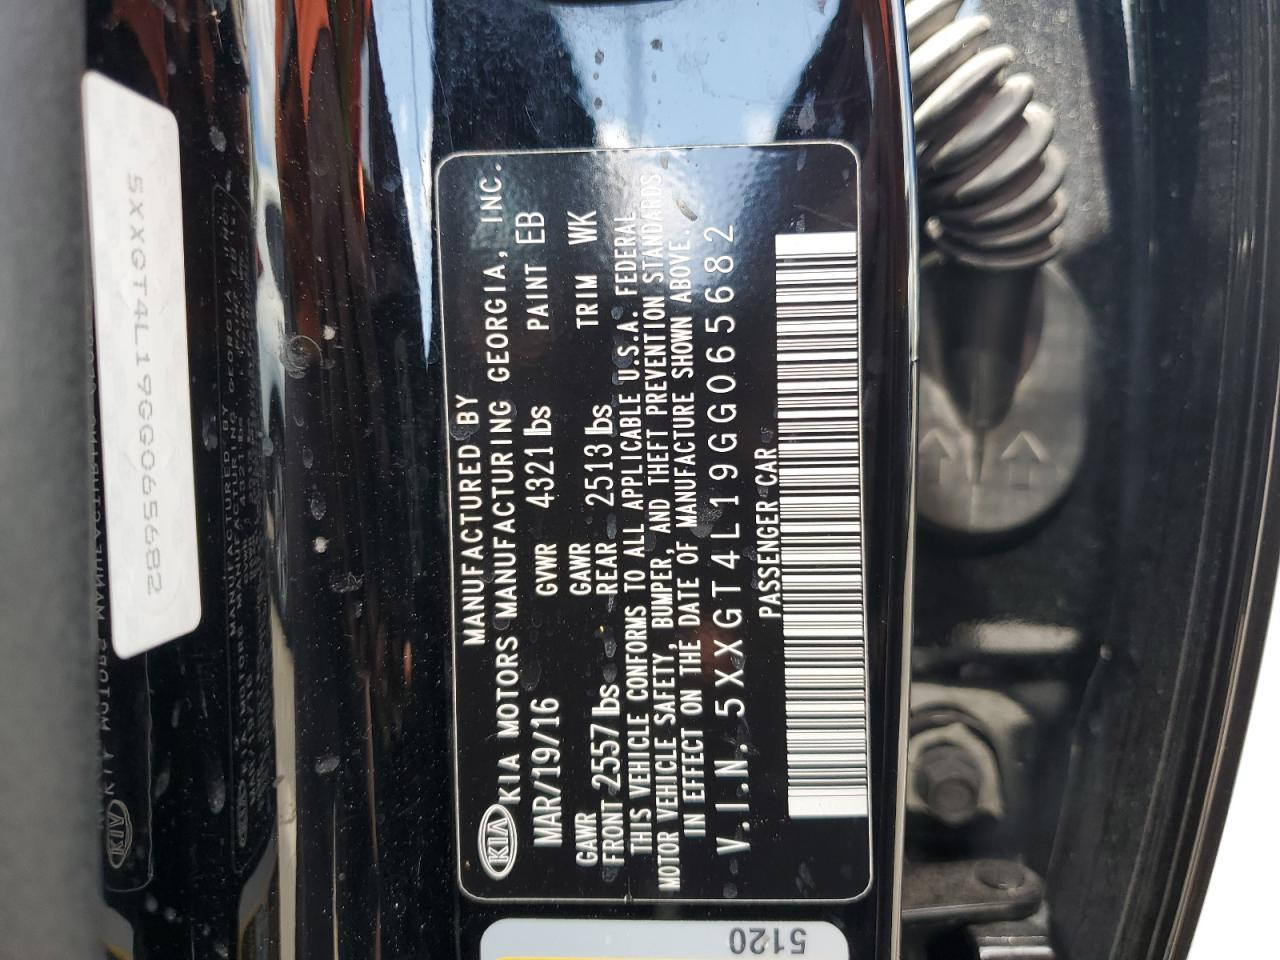 KIA
MANUFACTURED BY
KIA MOTORS MANUFACTURING GEORGIA, INC.
MAR/19/16 GVWR 4321 lbs PAINT EB
GAWR FRONT 2557 lbs GAWR REAR 2513 lbs TRIM WK
THIS VEHICLE CONFORMS TO ALL APPLICABLE U.S.A. FEDERAL
MOTOR VEHICLE SAFETY, BUMPER, AND THEFT PREVENTION STANDARDS
IN EFFECT ON THE DATE OF MANUFACTURE SHOWN ABOVE.
V.I.N. 5XXGT4L19GG065682
PASSENGER CAR
5XXGT4L19GG065682
5120